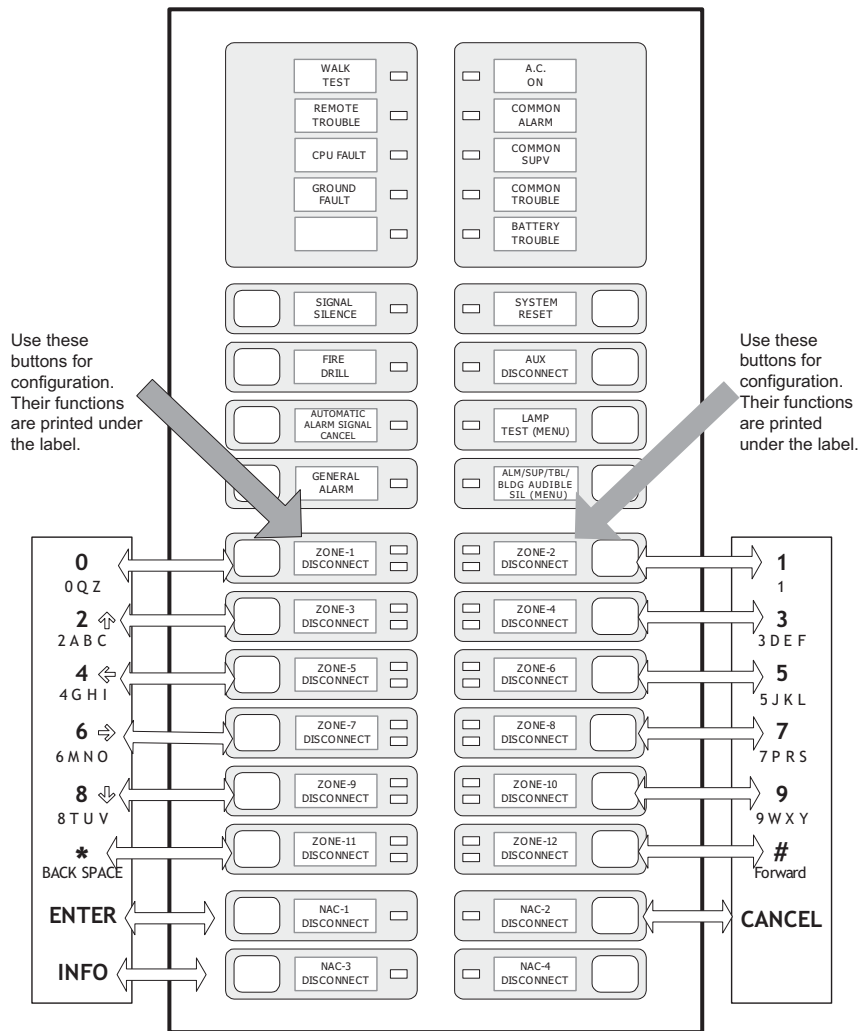 WALK
TEST
REMOTE
TROUBLE
CPU FAULT
GROUND
FAULT
A.C.
ON
COMMON
ALARM
COMMON
SUPV
COMMON
TROUBLE
BATTERY
TROUBLE
SIGNAL
SILENCE
SYSTEM
RESET
FIRE
DRILL
AUX
DISCONNECT
AUTOMATIC
ALARM SIGNAL
CANCEL
LAMP
TEST (MENU)
GENERAL
ALARM
ALM/SUP/TBL/
BLDG AUDIBLE
SIL (MENU)
Use these
buttons for
configuration.
Their functions
are printed under
the label.
Use these
buttons for
configuration.
Their functions
are printed
under the label.
0
0 Q Z
ZONE-1
DISCONNECT
ZONE-2
DISCONNECT
1
1
2
2 A B C
ZONE-3
DISCONNECT
ZONE-4
DISCONNECT
3
3 D E F
4
4 G H I
ZONE-5
DISCONNECT
ZONE-6
DISCONNECT
5
5 J K L
6
6 M N O
ZONE-7
DISCONNECT
ZONE-8
DISCONNECT
7
7 P R S
8
8 T U V
ZONE-9
DISCONNECT
ZONE-10
DISCONNECT
9
9 W X Y
*
BACK SPACE
ZONE-11
DISCONNECT
ZONE-12
DISCONNECT
#
Forward
ENTER
NAC-1
DISCONNECT
NAC-2
DISCONNECT
CANCEL
INFO
NAC-3
DISCONNECT
NAC-4
DISCONNECT